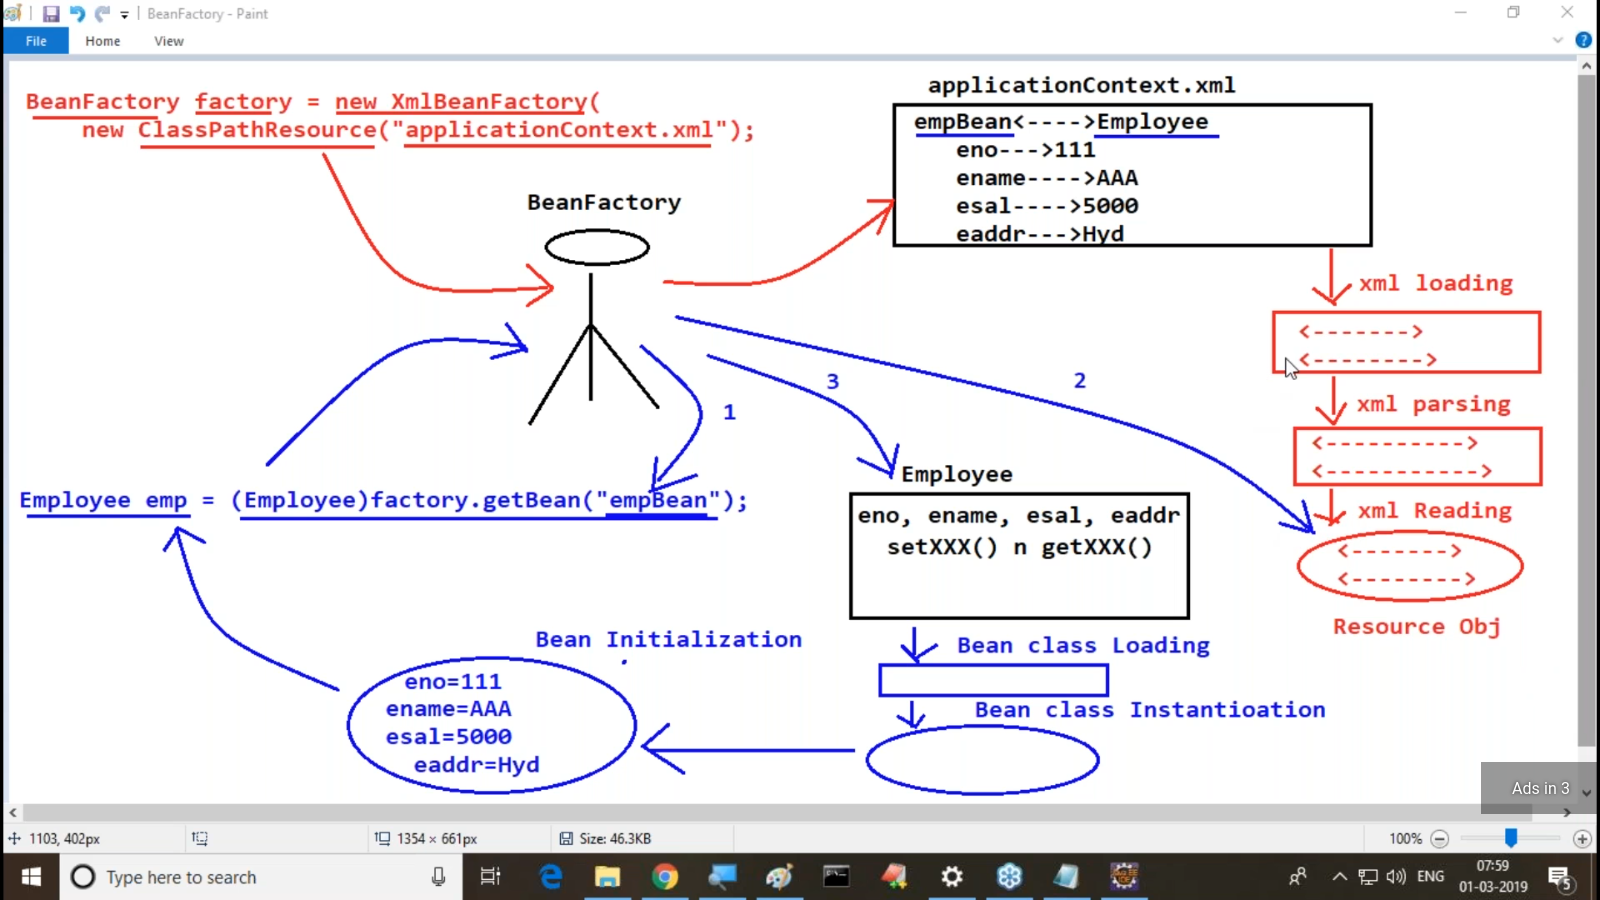 BeanFactory - Paint
File Home View
BeanFactory factory = new XmlBeanFactory(
new ClassPathResource("applicationContext.xml");
applicationContext.xml
empBean<---->Employee
eno--->111
ename---->AAA
esal---->5000
eaddr--->Hyd
BeanFactory
xml loading
<------->
<-------->
xml parsing
<---------->
<----------->
xml Reading
<------->
<-------->
Resource Obj
1
3
2
Employee emp = (Employee)factory.getBean("empBean");
Employee
eno, ename, esal, eaddr
setXXX() n getXXX()
Bean class Loading
Bean class Instantioation
Bean Initialization
eno=111
ename=AAA
esal=5000
eaddr=Hyd
Ads in 3
1103, 402px
1354 × 661px
Size: 46.3KB
100%
Type here to search
ENG
07:59
01-03-2019
5